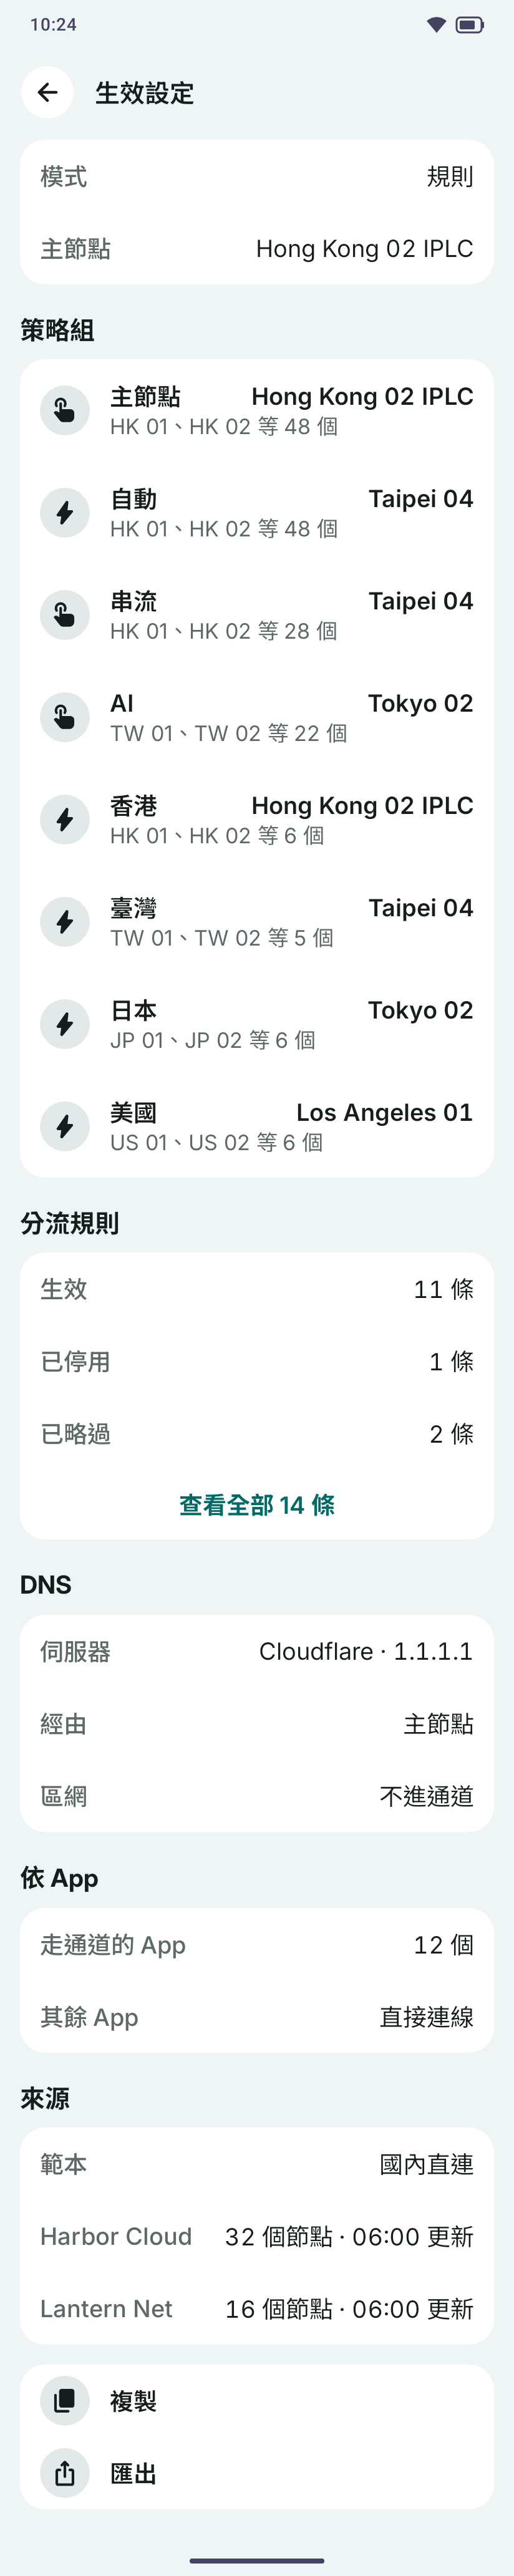 10:24
生效設定
模式 規則
主節點 Hong Kong 02 IPLC
策略組
主節點 Hong Kong 02 IPLC
HK 01、HK 02 等 48 個
自動 Taipei 04
HK 01、HK 02 等 48 個
串流 Taipei 04
HK 01、HK 02 等 28 個
AI Tokyo 02
TW 01、TW 02 等 22 個
香港 Hong Kong 02 IPLC
HK 01、HK 02 等 6 個
臺灣 Taipei 04
TW 01、TW 02 等 5 個
日本 Tokyo 02
JP 01、JP 02 等 6 個
美國 Los Angeles 01
US 01、US 02 等 6 個
分流規則
生效 11 條
已停用 1 條
已略過 2 條
查看全部 14 條
DNS
伺服器 Cloudflare · 1.1.1.1
經由 主節點
區網 不進通道
依 App
走通道的 App 12 個
其餘 App 直接連線
來源
範本 國內直連
Harbor Cloud 32 個節點 · 06:00 更新
Lantern Net 16 個節點 · 06:00 更新
複製
匯出